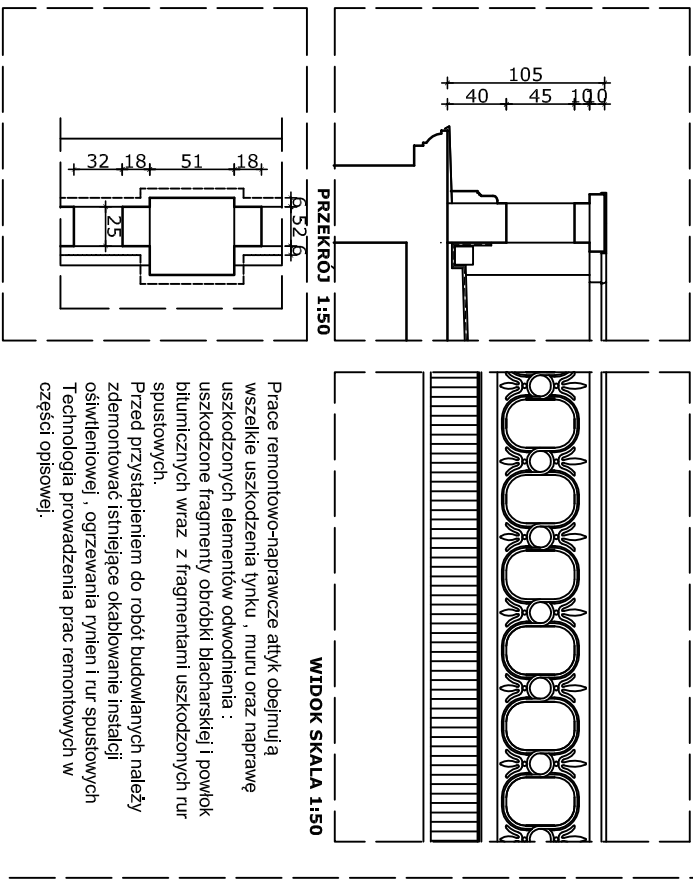 105
40 45 10 10
32 18 51 18
25
6 52 6
PRZEKRÓJ 1:50
WIDOK SKALA 1:50
Prace remontowo-naprawcze attyk obejmują
wszelkie uszkodzenia tynku , muru oraz naprawę
uszkodzonych elementów odwodnienia :
uszkodzone fragmenty obróbki blacharskiej i powłok
bitumicznych wraz z fragmentami uszkodzonych rur
spustowych.
Przed przystąpieniem do robót budowlanych należy
zdemontować istniejące okablowanie instalcji
ośiwtleniowej , ogrzewania rynien i rur spustowych
Technologia prowadzenia prac remontowych w
części opisowej.